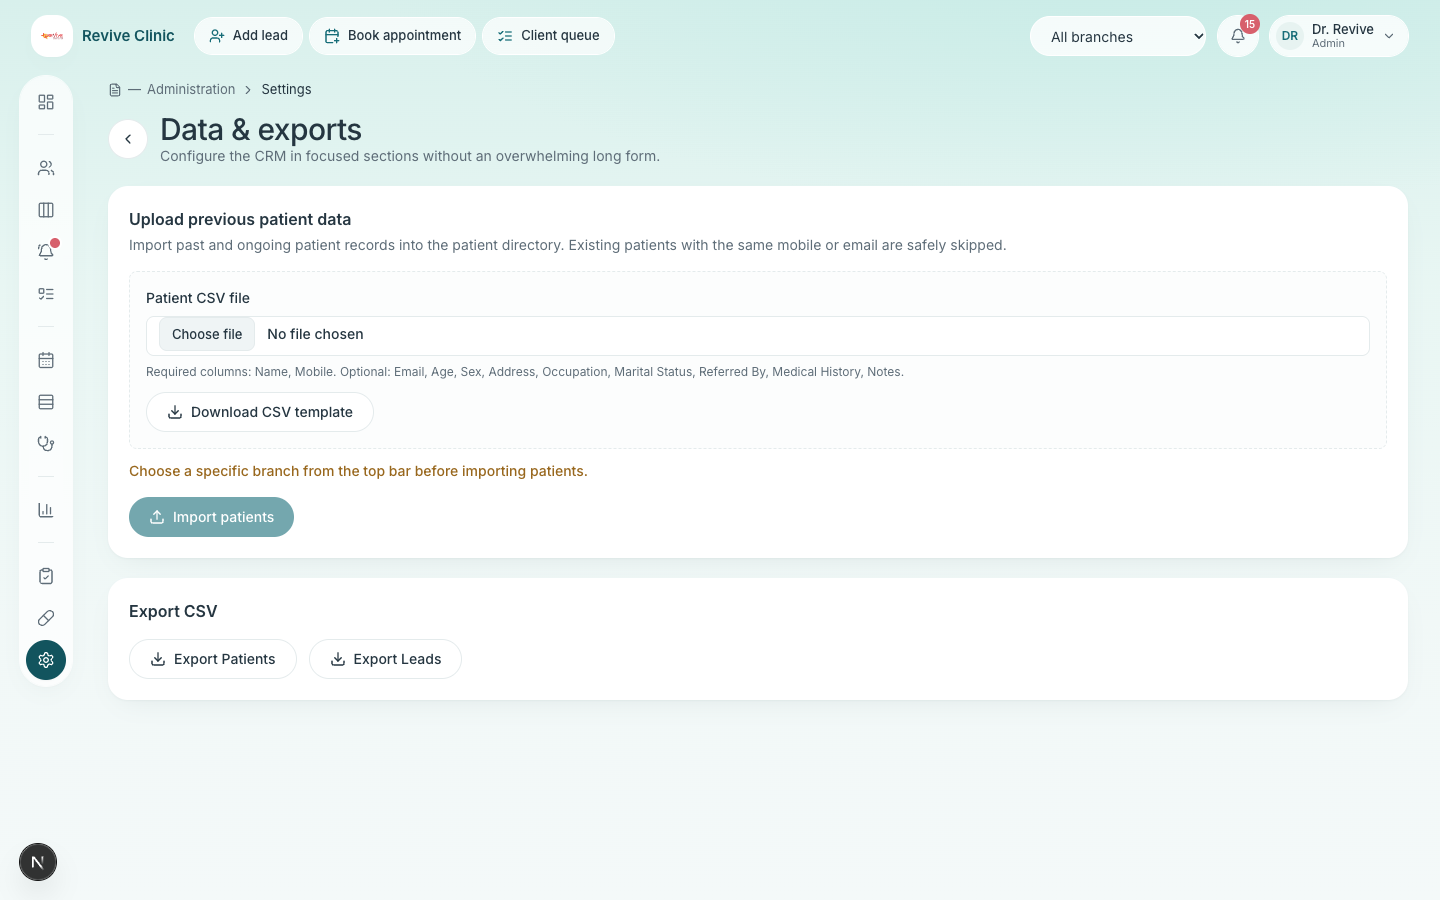 Revive Clinic
Add lead
Book appointment
Client queue
All branches
15
DR
Dr. Revive
Admin
— Administration > Settings
Data & exports
Configure the CRM in focused sections without an overwhelming long form.
Upload previous patient data
Import past and ongoing patient records into the patient directory. Existing patients with the same mobile or email are safely skipped.
Patient CSV file
Choose file No file chosen
Required columns: Name, Mobile. Optional: Email, Age, Sex, Address, Occupation, Marital Status, Referred By, Medical History, Notes.
Download CSV template
Choose a specific branch from the top bar before importing patients.
Import patients
Export CSV
Export Patients
Export Leads
N